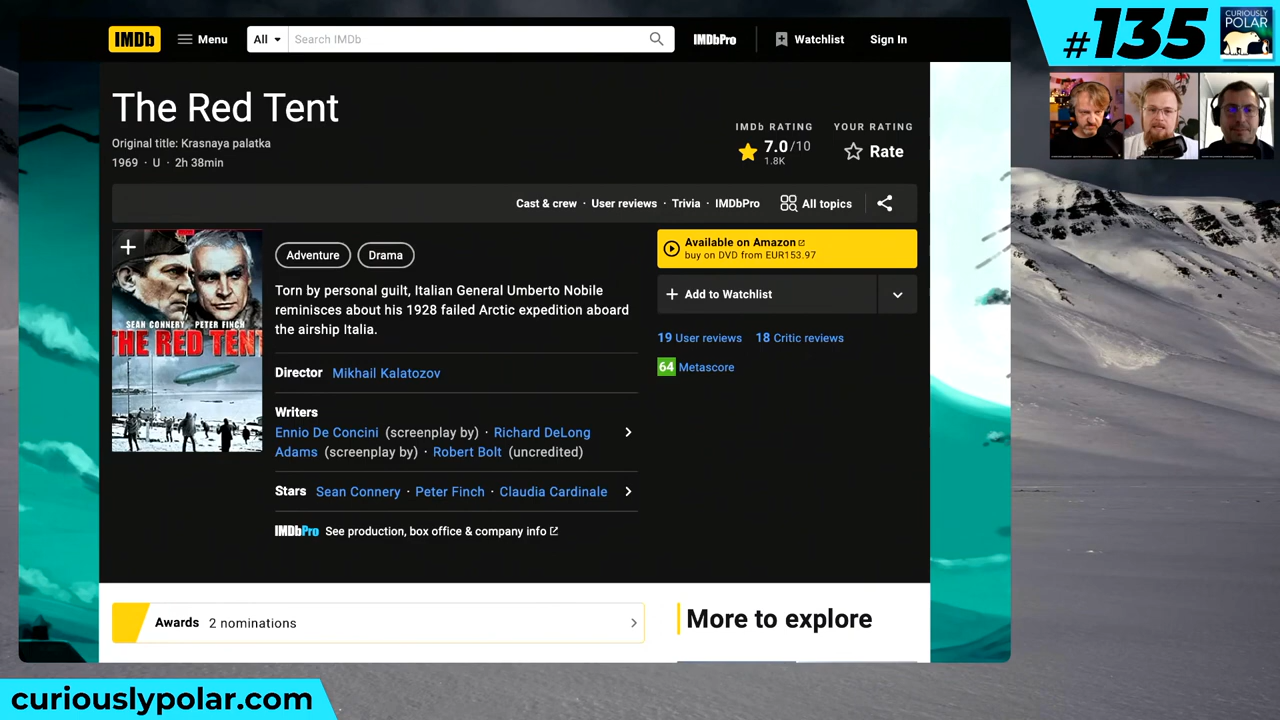 IMDb
Menu
All
Search IMDb
IMDbPro
Watchlist
Sign In
#135
CURIOUSLY
POLAR
The Red Tent
Original title: Krasnaya palatka
1969 · U · 2h 38min
IMDb RATING
7.0/10
1.8K
YOUR RATING
Rate
Cast & crew · User reviews · Trivia · IMDbPro
All topics
SEAN CONNERY PETER FINCH
THE RED TENT
Adventure
Drama
Torn by personal guilt, Italian General Umberto Nobile
reminisces about his 1928 failed Arctic expedition aboard
the airship Italia.
Director Mikhail Kalatozov
Writers
Ennio De Concini (screenplay by) · Richard DeLong
Adams (screenplay by) · Robert Bolt (uncredited)
Stars Sean Connery · Peter Finch · Claudia Cardinale
IMDbPro See production, box office & company info
Available on Amazon
buy on DVD from EUR153.97
+ Add to Watchlist
19 User reviews 18 Critic reviews
64 Metascore
Awards 2 nominations
More to explore
curiouslypolar.com